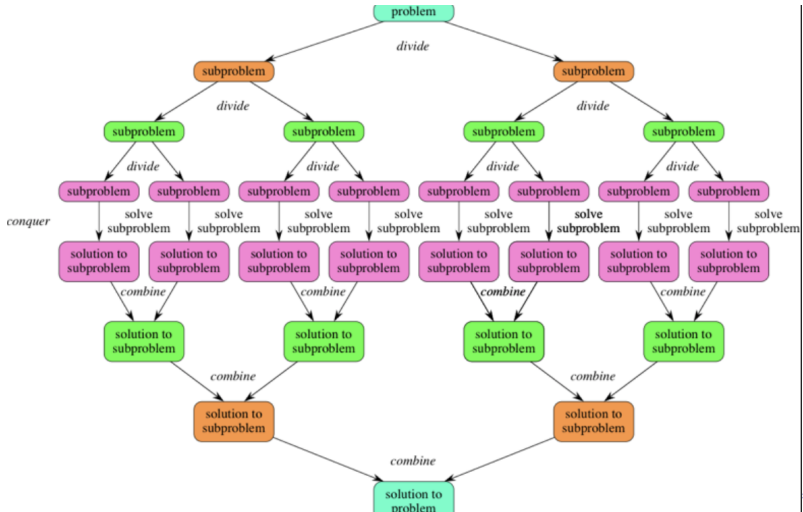 problem
divide
subproblem subproblem
divide divide
subproblem subproblem subproblem subproblem
divide divide divide divide
subproblem subproblem subproblem subproblem subproblem subproblem subproblem subproblem
conquer
solve solve solve solve solve solve solve solve
subproblem subproblem subproblem subproblem subproblem subproblem subproblem subproblem
solution to solution to solution to solution to solution to solution to solution to solution to
subproblem subproblem subproblem subproblem subproblem subproblem subproblem subproblem
combine combine combine combine
solution to solution to solution to solution to
subproblem subproblem subproblem subproblem
combine combine
solution to solution to
subproblem subproblem
combine
solution to
problem